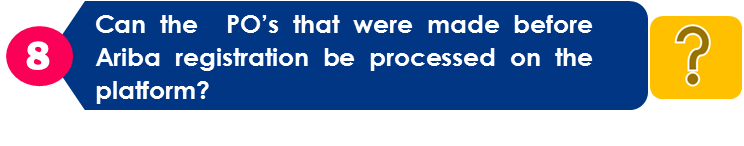 8
Can the PO's that were made before
Ariba registration be processed on the
platform?
?